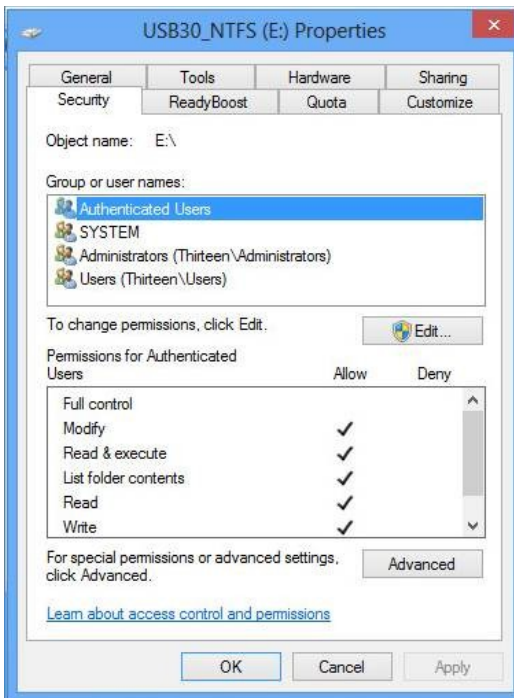 USB30_NTFS (E:) Properties
General Tools Hardware Sharing
Security ReadyBoost Quota Customize
Object name: E:\
Group or user names:
Authenticated Users
SYSTEM
Administrators (Thirteen\Administrators)
Users (Thirteen\Users)
To change permissions, click Edit.
Edit...
Permissions for Authenticated
Users Allow Deny
Full control
Modify
Read & execute
List folder contents
Read
Write
For special permissions or advanced settings,
click Advanced.
Advanced
Learn about access control and permissions
OK Cancel Apply